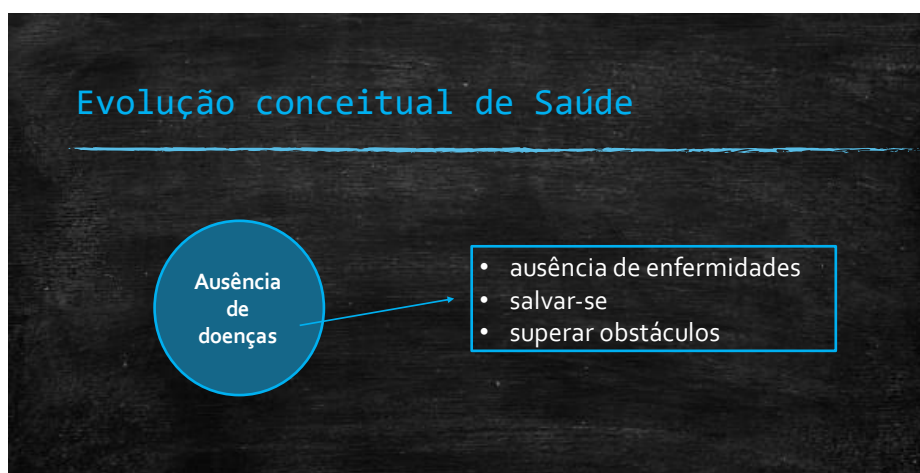 Evolução conceitual de Saúde
Ausência
de
doenças
• ausência de enfermidades
• salvar-se
• superar obstáculos